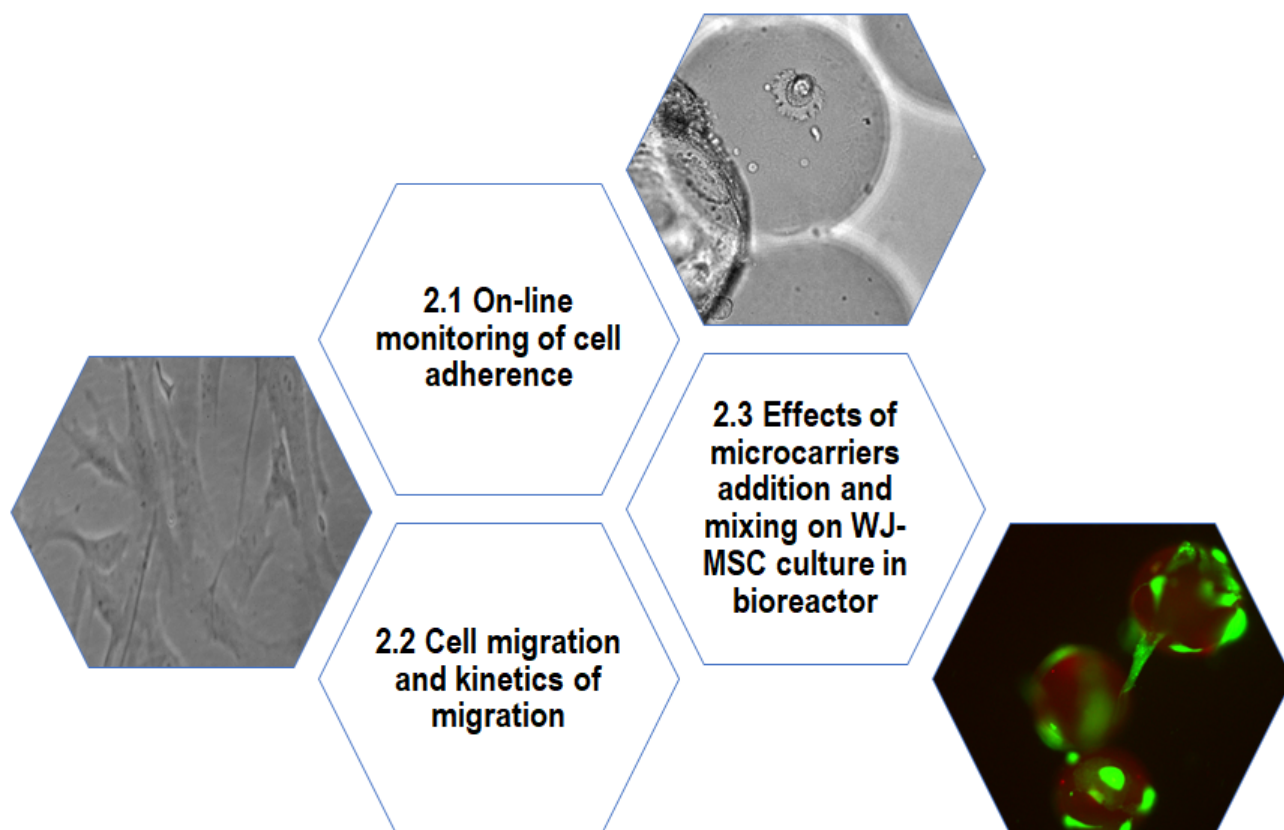 2.1 On-line
monitoring of cell
adherence
2.2 Cell migration
and kinetics of
migration
2.3 Effects of
microcarriers
addition and
mixing on WJ-
MSC culture in
bioreactor